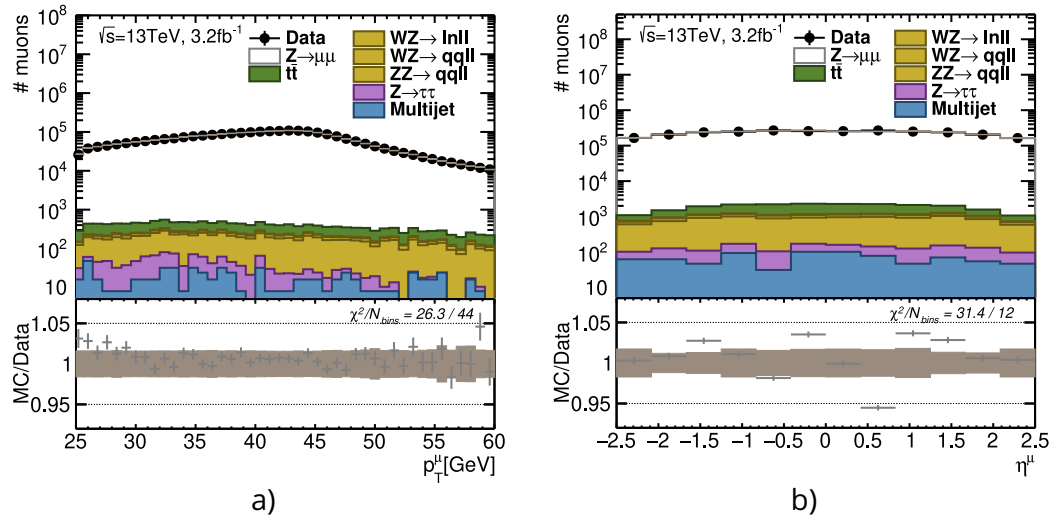 √s=13TeV, 3.2fb⁻¹
Data
Z→μμ
tt̄
WZ→ lnll
WZ→ qqll
ZZ→ qqll
Z→ττ
Multijet
# muons
10⁸
10⁷
10⁶
10⁵
10⁴
10³
10²
10
χ²/N_bins = 26.3 / 44
MC/Data
1.05
1
0.95
25 30 35 40 45 50 55 60
p_T^μ[GeV]
a)
√s=13TeV, 3.2fb⁻¹
Data
Z→μμ
tt̄
WZ→ lnll
WZ→ qqll
ZZ→ qqll
Z→ττ
Multijet
# muons
10⁸
10⁷
10⁶
10⁵
10⁴
10³
10²
10
χ²/N_bins = 31.4 / 12
MC/Data
1.05
1
0.95
−2.5 −2 −1.5 −1 −0.5 0 0.5 1 1.5 2 2.5
η^μ
b)